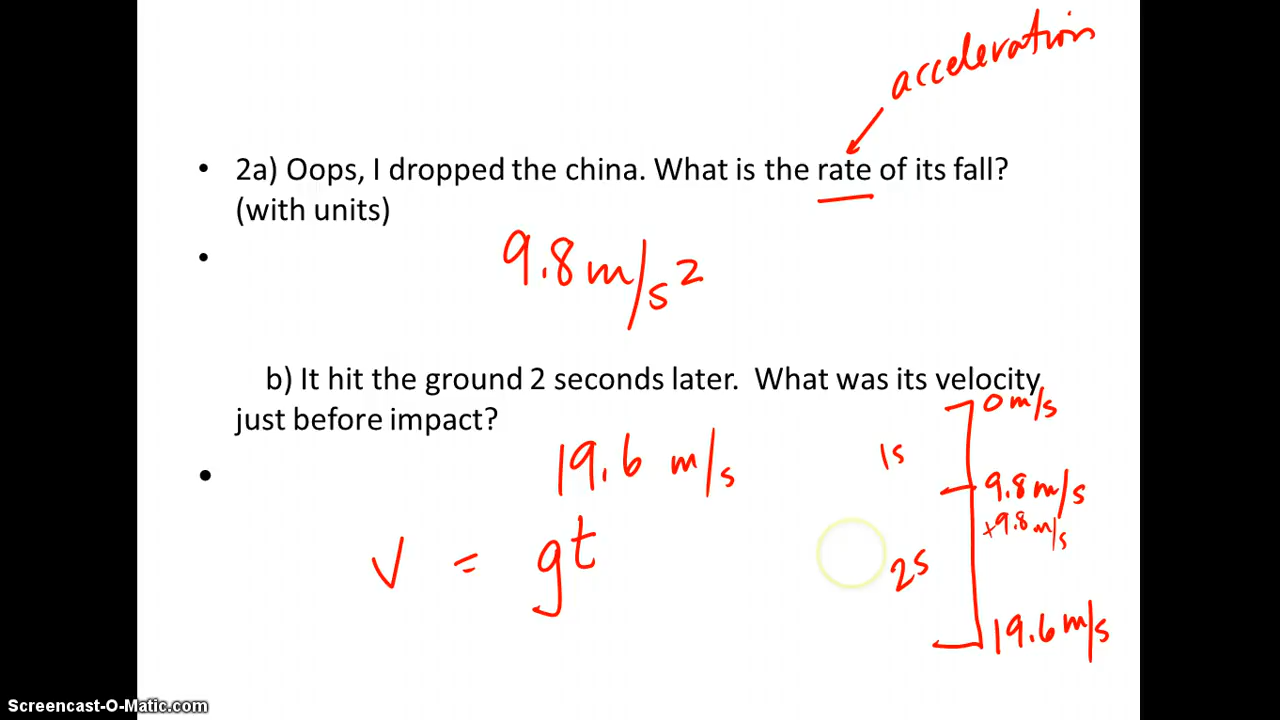 acceleration
• 2a) Oops, I dropped the china. What is the rate of its fall?
(with units)
• 9.8 m/s²
b) It hit the ground 2 seconds later. What was its velocity
just before impact?
0 m/s
• 19.6 m/s
1s
9.8 m/s
+9.8 m/s
v = gt
2s
19.6 m/s
Screencast-O-Matic.com